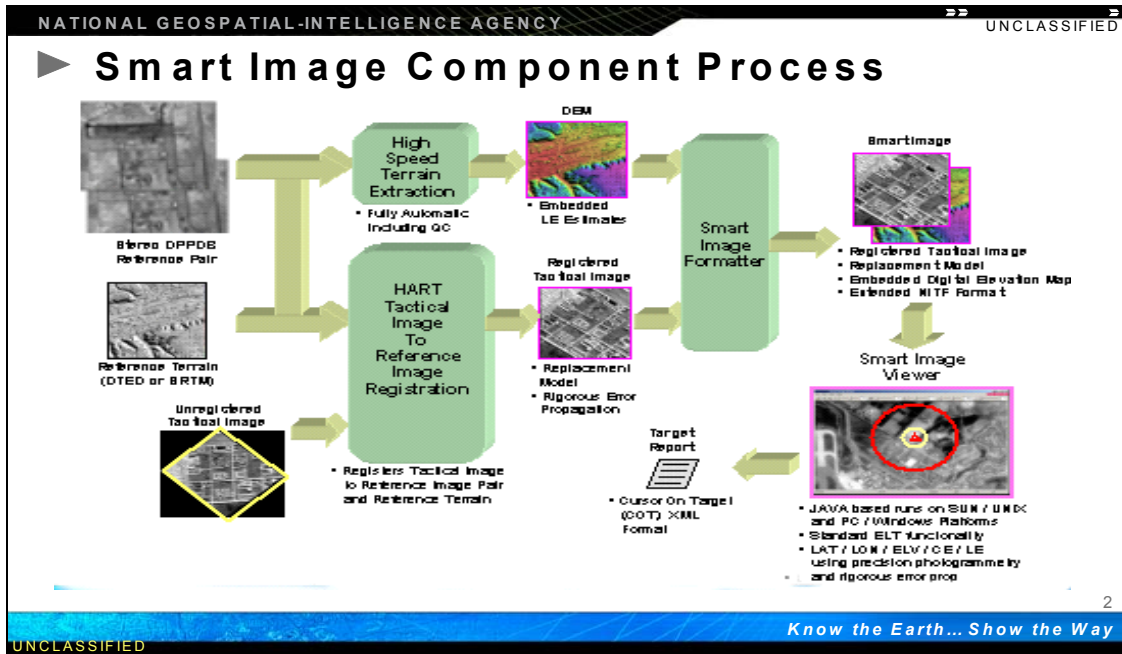 NATIONAL GEOSPATIAL-INTELLIGENCE AGENCY
UNCLASSIFIED
Smart Image Component Process
Stereo DPPDB
Reference Pair
Reference Terrain
(DTED or SRTM)
Unregistered
Tactical Image
High
Speed
Terrain
Extraction
• Fully Automatic
Including QC
HART
Tactical
Image
To
Reference
Image
Registration
• Registers Tactical Image
to Reference Image Pair
and Reference Terrain
DEM
• Embedded
LE Estimates
Registered
Tactical Image
• Replacement
Model
• Rigorous Error
Propagation
Smart
Image
Formatter
SmartImage
• Registered Tactical Image
• Replacement Model
• Embedded Digital Elevation Map
• Extended NITF Format
Smart Image
Viewer
• JAVA based runs on SUN / UNIX
and PC / Windows Platforms
• Standard ELT functionality
• LAT / LON / ELV / CE / LE
using precision photogrammetry
and rigorous error prop
Target
Report
• Cursor On Target
(COT) XML
Format
2
Know the Earth... Show the Way
UNCLASSIFIED